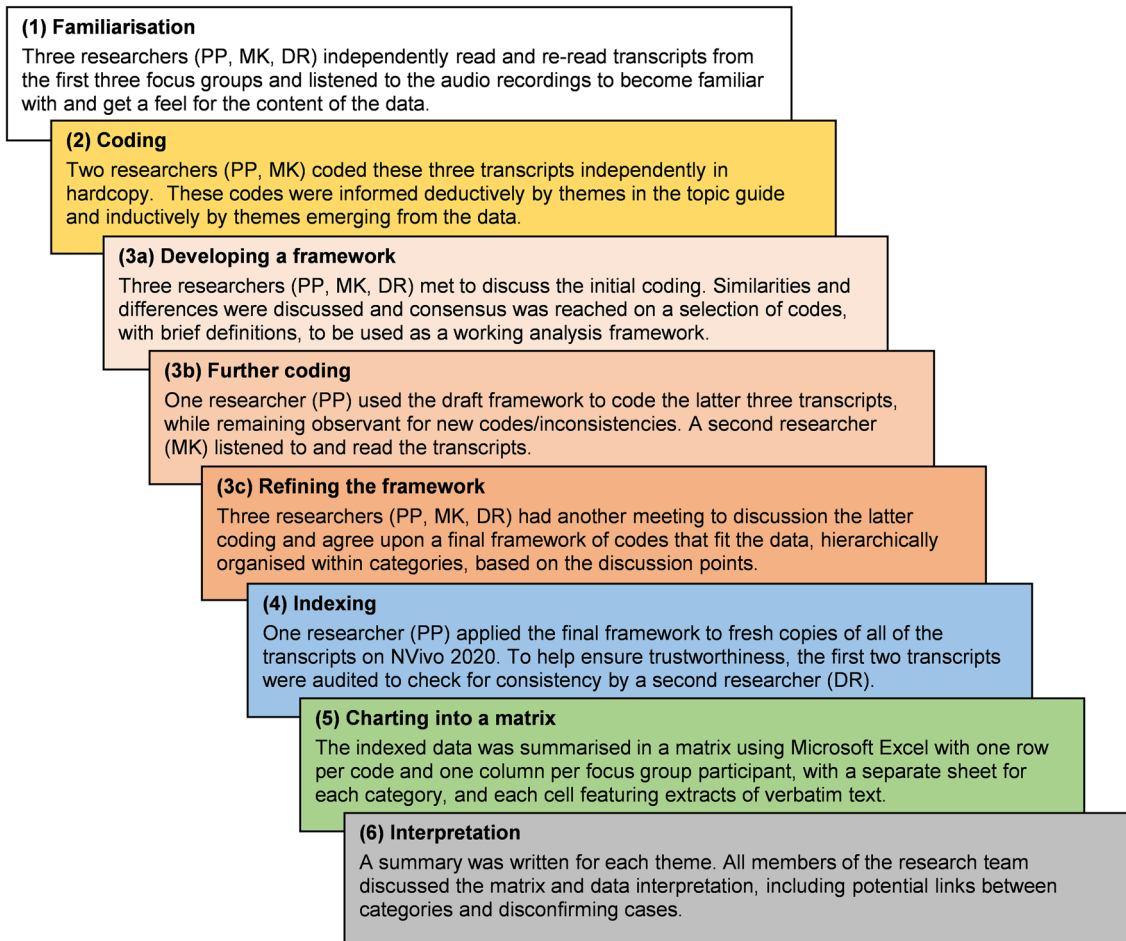 (1) Familiarisation
Three researchers (PP, MK, DR) independently read and re-read transcripts from
the first three focus groups and listened to the audio recordings to become familiar
with and get a feel for the content of the data.
(2) Coding
Two researchers (PP, MK) coded these three transcripts independently in
hardcopy.  These codes were informed deductively by themes in the topic guide
and inductively by themes emerging from the data.
(3a) Developing a framework
Three researchers (PP, MK, DR) met to discuss the initial coding. Similarities and
differences were discussed and consensus was reached on a selection of codes,
with brief definitions, to be used as a working analysis framework.
(3b) Further coding
One researcher (PP) used the draft framework to code the latter three transcripts,
while remaining observant for new codes/inconsistencies. A second researcher
(MK) listened to and read the transcripts.
(3c) Refining the framework
Three researchers (PP, MK, DR) had another meeting to discussion the latter
coding and agree upon a final framework of codes that fit the data, hierarchically
organised within categories, based on the discussion points.
(4) Indexing
One researcher (PP) applied the final framework to fresh copies of all of the
transcripts on NVivo 2020. To help ensure trustworthiness, the first two transcripts
were audited to check for consistency by a second researcher (DR).
(5) Charting into a matrix
The indexed data was summarised in a matrix using Microsoft Excel with one row
per code and one column per focus group participant, with a separate sheet for
each category, and each cell featuring extracts of verbatim text.
(6) Interpretation
A summary was written for each theme. All members of the research team
discussed the matrix and data interpretation, including potential links between
categories and disconfirming cases.